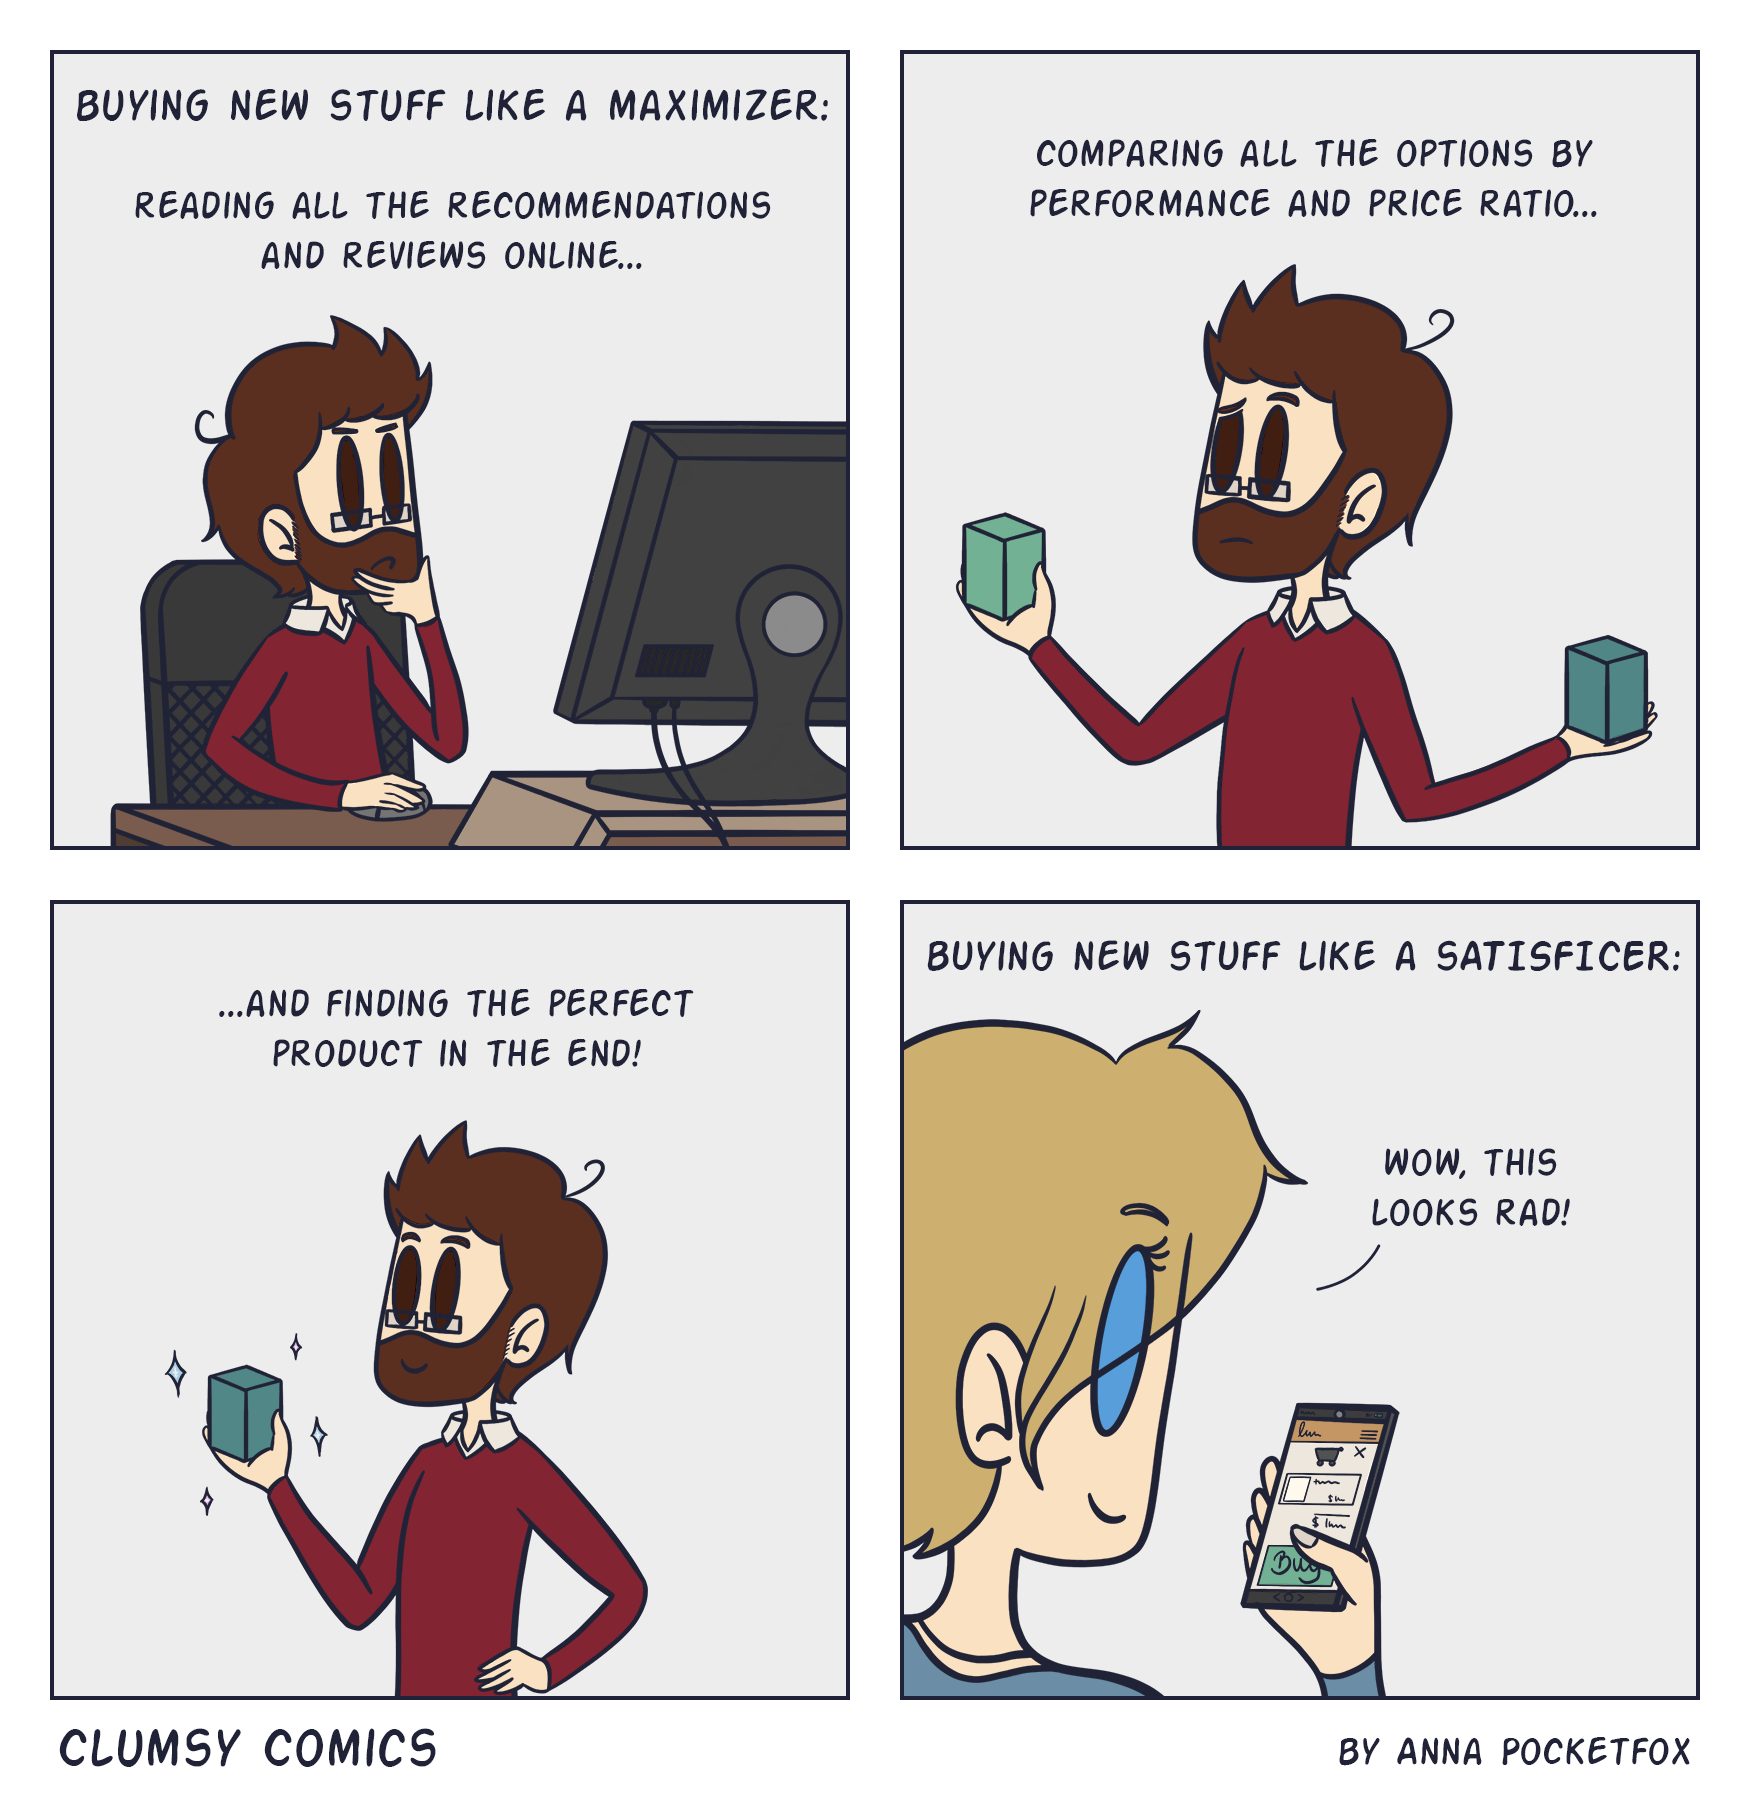 BUYING NEW STUFF LIKE A MAXIMIZER:
READING ALL THE RECOMMENDATIONS
AND REVIEWS ONLINE...
COMPARING ALL THE OPTIONS BY
PERFORMANCE AND PRICE RATIO...
...AND FINDING THE PERFECT
PRODUCT IN THE END!
BUYING NEW STUFF LIKE A SATISFICER:
WOW, THIS
LOOKS RAD!
Buy
CLUMSY COMICS
BY ANNA POCKETFOX